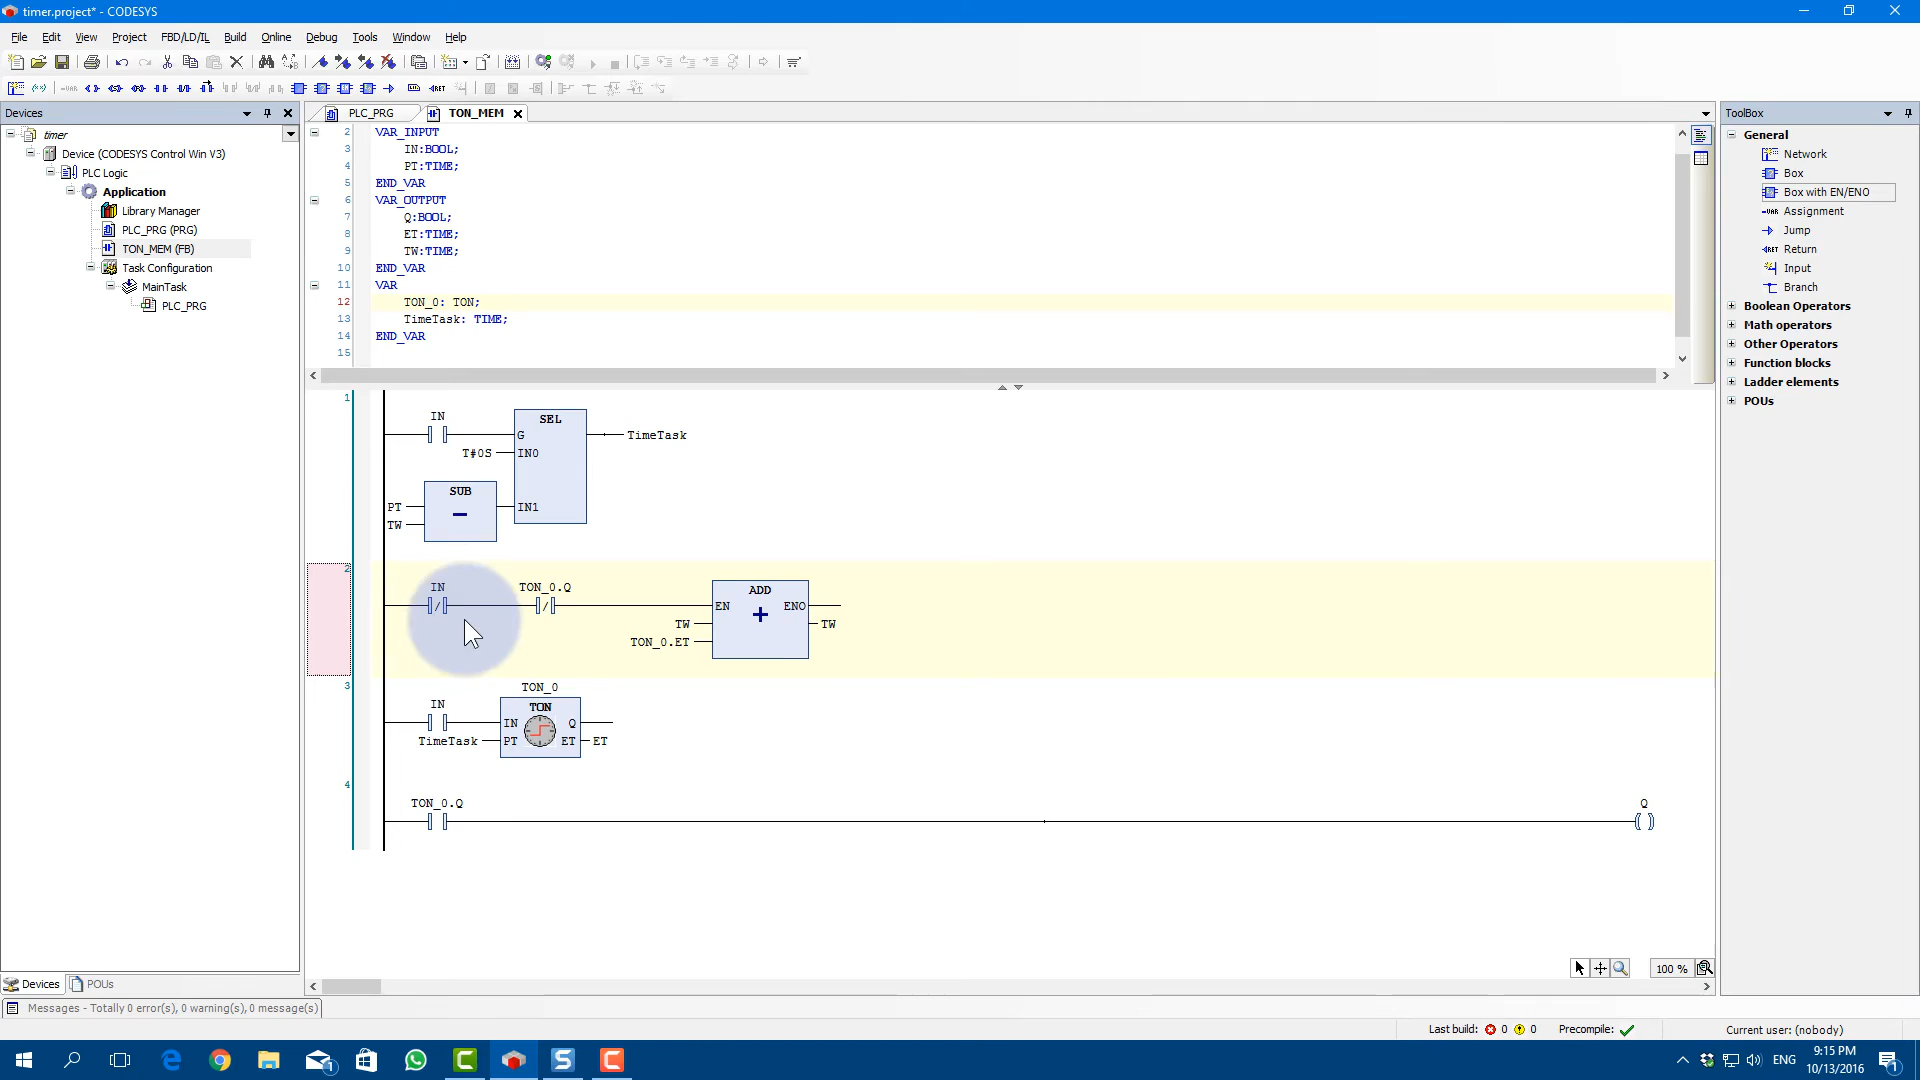 timer.project* - CODESYS
File Edit View Project FBD/LD/IL Build Online Debug Tools Window Help
Devices
timer
Device (CODESYS Control Win V3)
PLC Logic
Application
Library Manager
PLC_PRG (PRG)
TON_MEM (FB)
Task Configuration
MainTask
PLC_PRG
Devices POUs
PLC_PRG TON_MEM
2 VAR_INPUT
3 IN:BOOL;
4 PT:TIME;
5 END_VAR
6 VAR_OUTPUT
7 Q:BOOL;
8 ET:TIME;
9 TW:TIME;
10 END_VAR
11 VAR
12 TON_0: TON;
13 TimeTask: TIME;
14 END_VAR
15
1
IN SEL
G TimeTask
T#0S IN0
SUB
PT IN1
TW
2
IN TON_0.Q ADD
EN ENO
TW TW
TON_0.ET
3
TON_0
IN TON
IN Q
TimeTask PT ET ET
4
TON_0.Q Q
100 %
ToolBox
General
Network
Box
Box with EN/ENO
Assignment
Jump
Return
Input
Branch
Boolean Operators
Math operators
Other Operators
Function blocks
Ladder elements
POUs
Messages - Totally 0 error(s), 0 warning(s), 0 message(s)
Last build: 0 0 Precompile: Current user: (nobody)
ENG 9:15 PM
10/13/2016